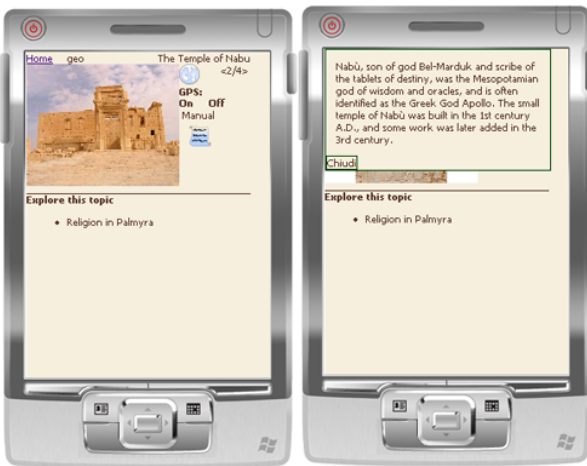 Home geo The Temple of Nabu
<2/4>
GPS:
On Off
Manual
Explore this topic
• Religion in Palmyra
Nabù, son of god Bel-Marduk and scribe of
the tablets of destiny, was the Mesopotamian
god of wisdom and oracles, and is often
identified as the Greek God Apollo. The small
temple of Nabù was built in the 1st century
A.D., and some work was later added in the
3rd century.
Chiudi
Explore this topic
• Religion in Palmyra